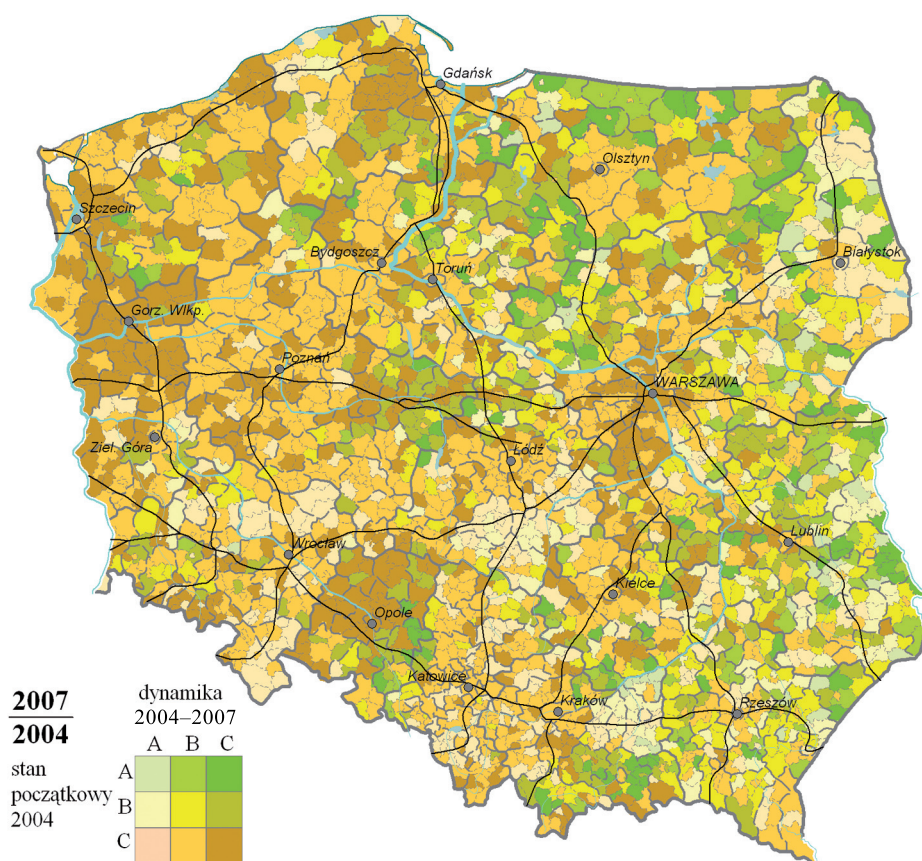 Gdańsk
Olsztyn
Szczecin
Bydgoszcz
Toruń
Białystok
Gorz. Wlkp.
Poznań
WARSZAWA
Ziel. Góra
Łódź
Wrocław
Lublin
Kielce
Opole
Katowice
Kraków
Rzeszów
2007
2004
dynamika
2004–2007
A B C
stan
początkowy
2004
A
B
C